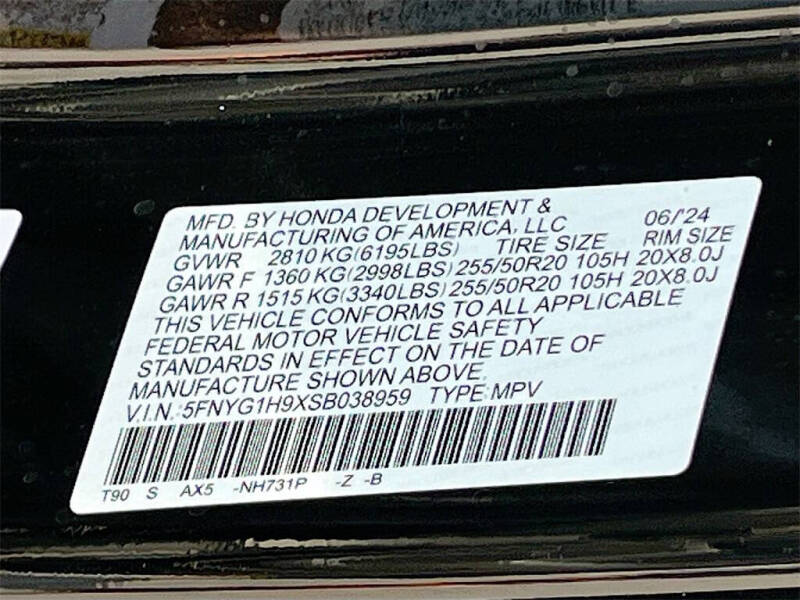 MFD. BY HONDA DEVELOPMENT &
MANUFACTURING OF AMERICA, LLC 06/'24
GVWR 2810 KG(6195LBS) TIRE SIZE RIM SIZE
GAWR F 1360 KG(2998LBS) 255/50R20 105H 20X8.0J
GAWR R 1515 KG(3340LBS) 255/50R20 105H 20X8.0J
THIS VEHICLE CONFORMS TO ALL APPLICABLE
FEDERAL MOTOR VEHICLE SAFETY
STANDARDS IN EFFECT ON THE DATE OF
MANUFACTURE SHOWN ABOVE
V.I.N.:5FNYG1H9XSB038959 TYPE:MPV
T90 S AX5 -NH731P -Z -B